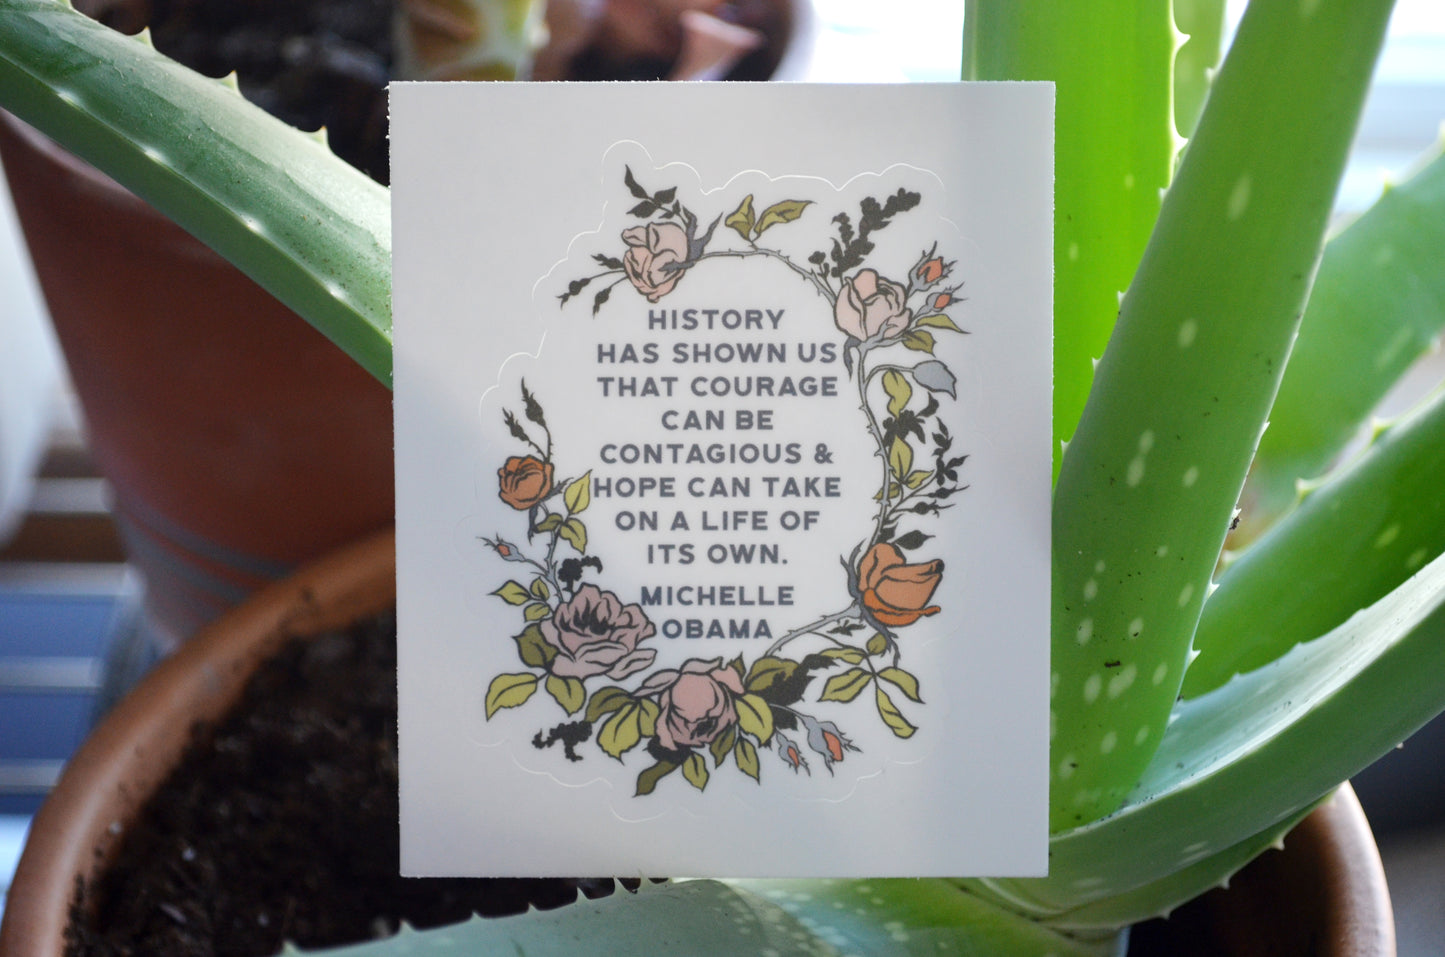 HISTORY
HAS SHOWN US
THAT COURAGE
CAN BE
CONTAGIOUS &
HOPE CAN TAKE
ON A LIFE OF
ITS OWN.
MICHELLE
OBAMA